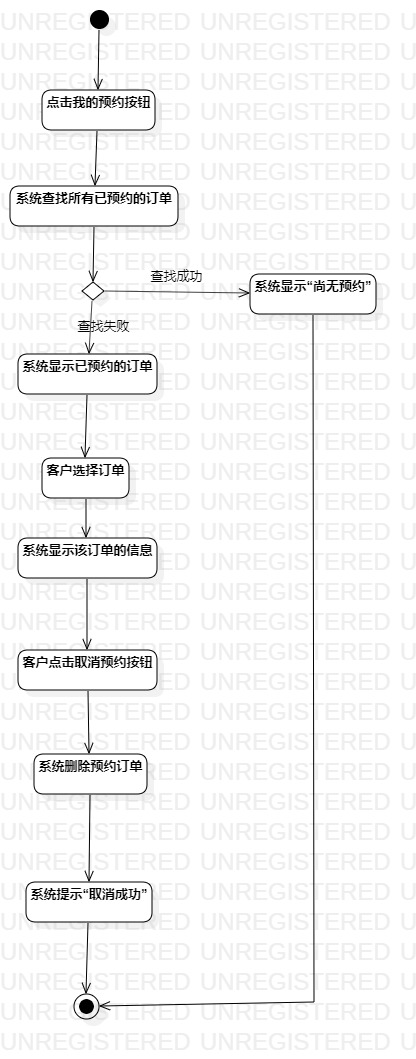 点击我的预约按钮
系统查找所有已预约的订单
查找成功
系统显示“尚无预约”
查找失败
系统显示已预约的订单
客户选择订单
系统显示该订单的信息
客户点击取消预约按钮
系统删除预约订单
系统提示“取消成功”
UNREGISTERED